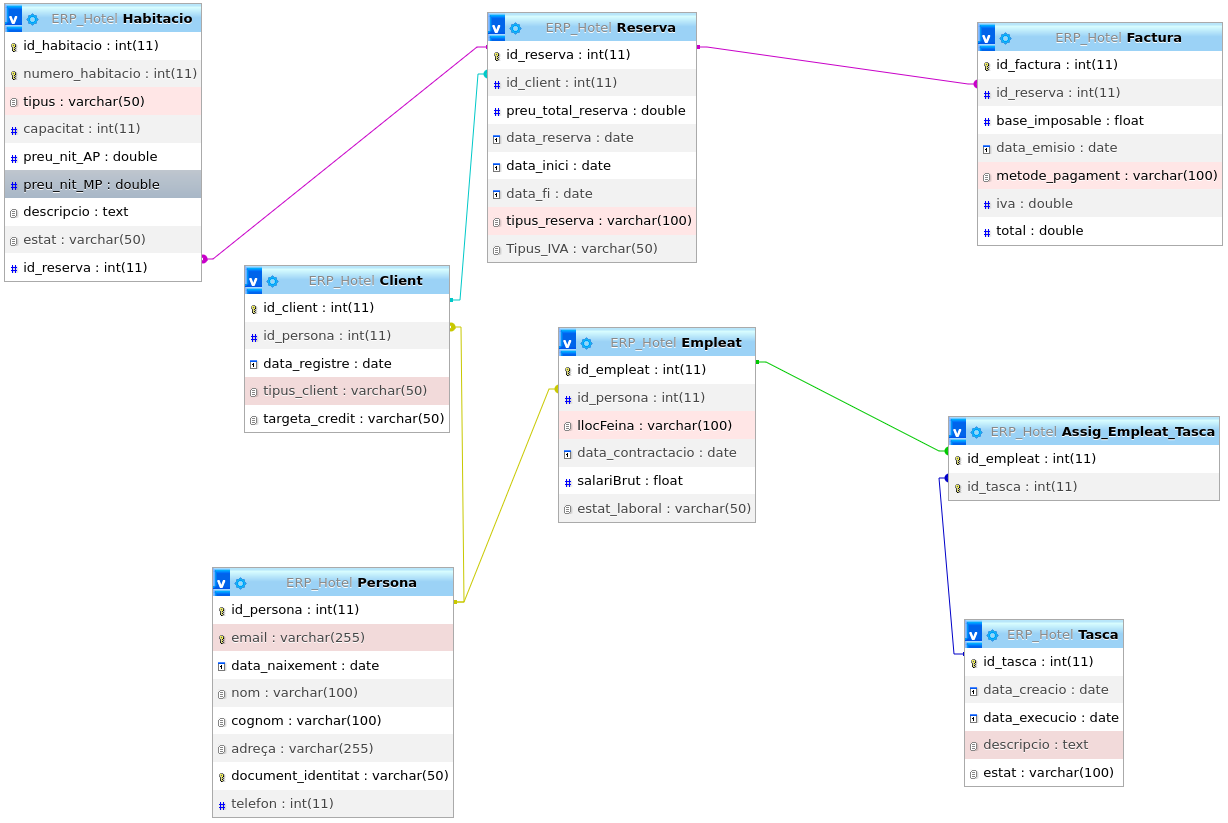 v ERP_Hotel Habitacio
id_habitacio : int(11)
numero_habitacio : int(11)
tipus : varchar(50)
# capacitat : int(11)
# preu_nit_AP : double
# preu_nit_MP : double
descripcio : text
estat : varchar(50)
# id_reserva : int(11)
v ERP_Hotel Reserva
id_reserva : int(11)
# id_client : int(11)
# preu_total_reserva : double
data_reserva : date
data_inici : date
data_fi : date
tipus_reserva : varchar(100)
Tipus_IVA : varchar(50)
v ERP_Hotel Factura
id_factura : int(11)
# id_reserva : int(11)
# base_imposable : float
data_emisio : date
metode_pagament : varchar(100)
# iva : double
# total : double
v ERP_Hotel Client
id_client : int(11)
# id_persona : int(11)
data_registre : date
tipus_client : varchar(50)
targeta_credit : varchar(50)
v ERP_Hotel Empleat
id_empleat : int(11)
# id_persona : int(11)
llocFeina : varchar(100)
data_contractacio : date
# salariBrut : float
estat_laboral : varchar(50)
v ERP_Hotel Assig_Empleat_Tasca
id_empleat : int(11)
id_tasca : int(11)
v ERP_Hotel Persona
id_persona : int(11)
email : varchar(255)
data_naixement : date
nom : varchar(100)
cognom : varchar(100)
adreça : varchar(255)
document_identitat : varchar(50)
# telefon : int(11)
v ERP_Hotel Tasca
id_tasca : int(11)
data_creacio : date
data_execucio : date
descripcio : text
estat : varchar(100)